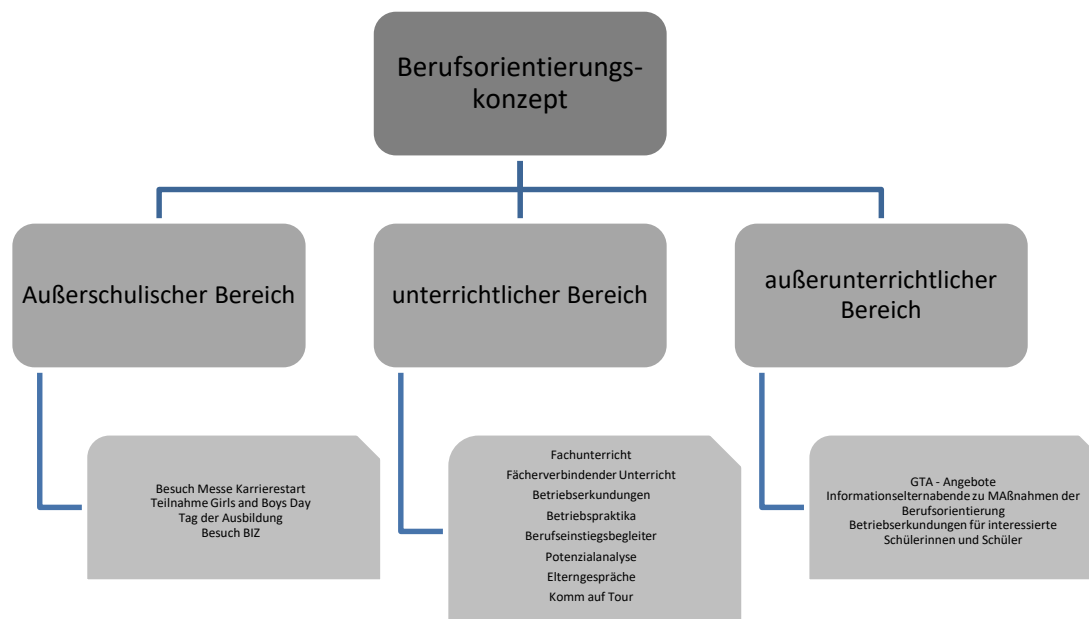 Berufsorientierungs-
konzept
Außerschulischer Bereich
unterrichtlicher Bereich
außerunterrichtlicher
Bereich
Besuch Messe Karrierestart
Teilnahme Girls and Boys Day
Tag der Ausbildung
Besuch BIZ
Fachunterricht
Fächerverbindender Unterricht
Betriebserkundungen
Betriebspraktika
Berufseinstiegsbegleiter
Potenzialanalyse
Elterngespräche
Komm auf Tour
GTA - Angebote
Informationselternabende zu MAßnahmen der
Berufsorientierung
Betriebserkundungen für interessierte
Schülerinnen und Schüler